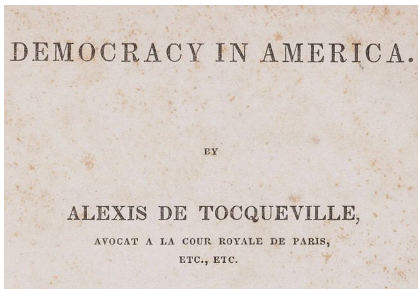 DEMOCRACY IN AMERICA.
BY
ALEXIS DE TOCQUEVILLE,
AVOCAT A LA COUR ROYALE DE PARIS,
ETC., ETC.